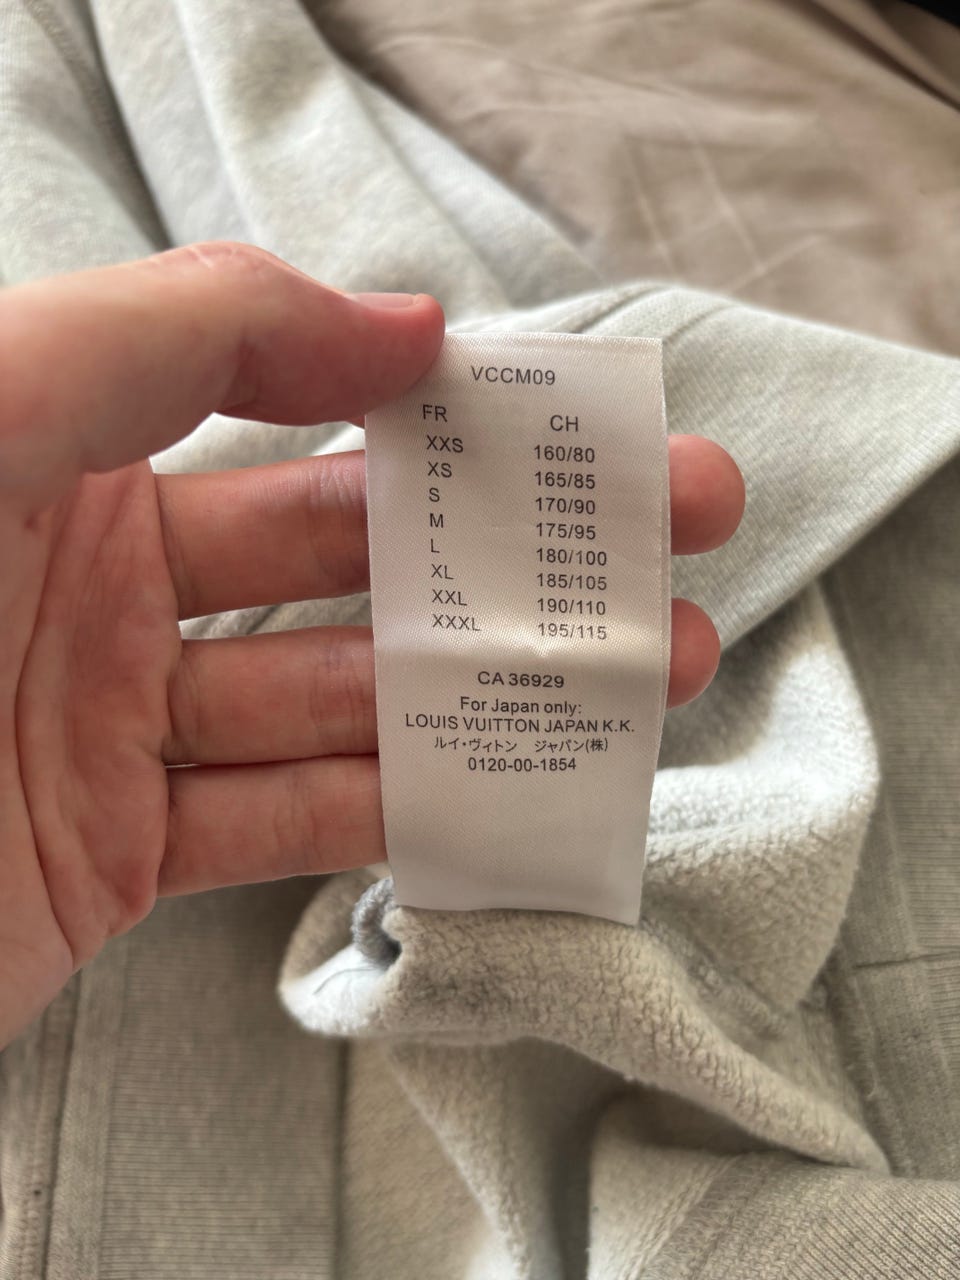 VCCM09
FR CH
XXS 160/80
XS 165/85
S 170/90
M 175/95
L 180/100
XL 185/105
XXL 190/110
XXXL 195/115
CA 36929
For Japan only:
LOUIS VUITTON JAPAN K.K.
ルイ・ヴィトン ジャパン(株)
0120-00-1854